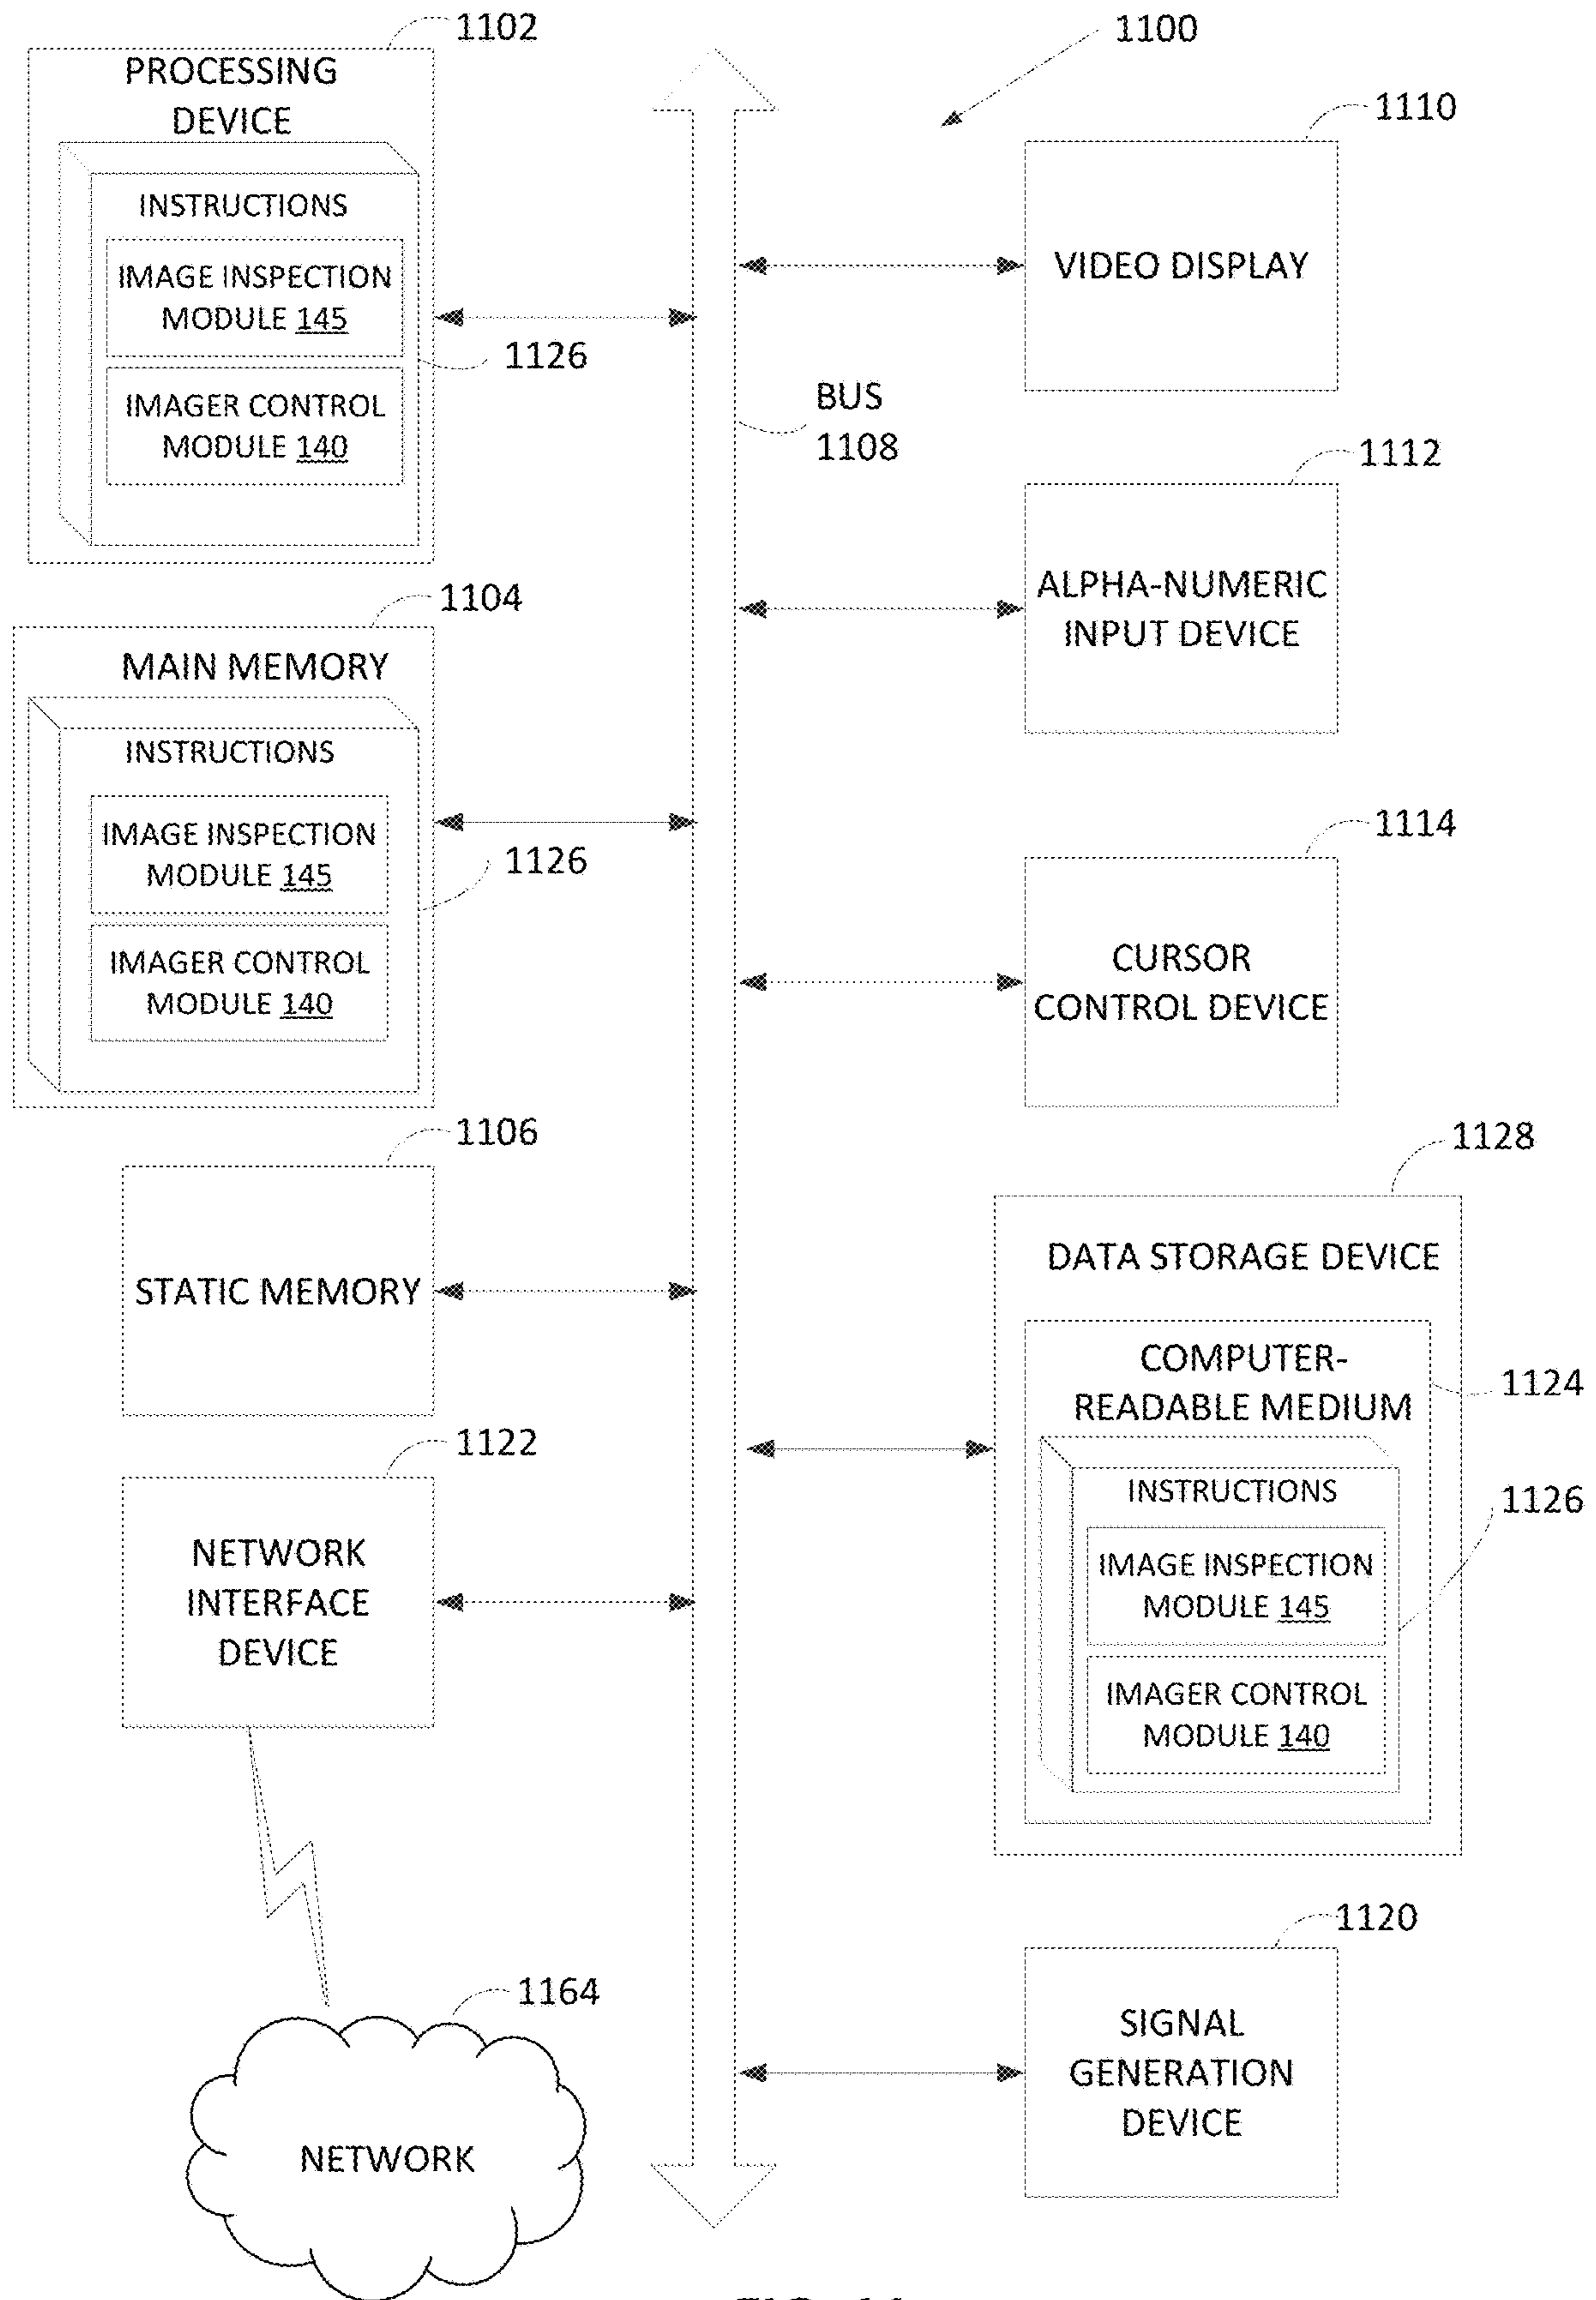 1102
PROCESSING
DEVICE
INSTRUCTIONS
IMAGE INSPECTION
MODULE 145
IMAGER CONTROL
MODULE 140
1126
1104
MAIN MEMORY
INSTRUCTIONS
IMAGE INSPECTION
MODULE 145
IMAGER CONTROL
MODULE 140
1126
1106
STATIC MEMORY
1122
NETWORK
INTERFACE
DEVICE
1164
NETWORK
BUS
1108
1100
1110
VIDEO DISPLAY
1112
ALPHA-NUMERIC
INPUT DEVICE
1114
CURSOR
CONTROL DEVICE
1128
DATA STORAGE DEVICE
COMPUTER-
READABLE MEDIUM
1124
INSTRUCTIONS
1126
IMAGE INSPECTION
MODULE 145
IMAGER CONTROL
MODULE 140
1120
SIGNAL
GENERATION
DEVICE